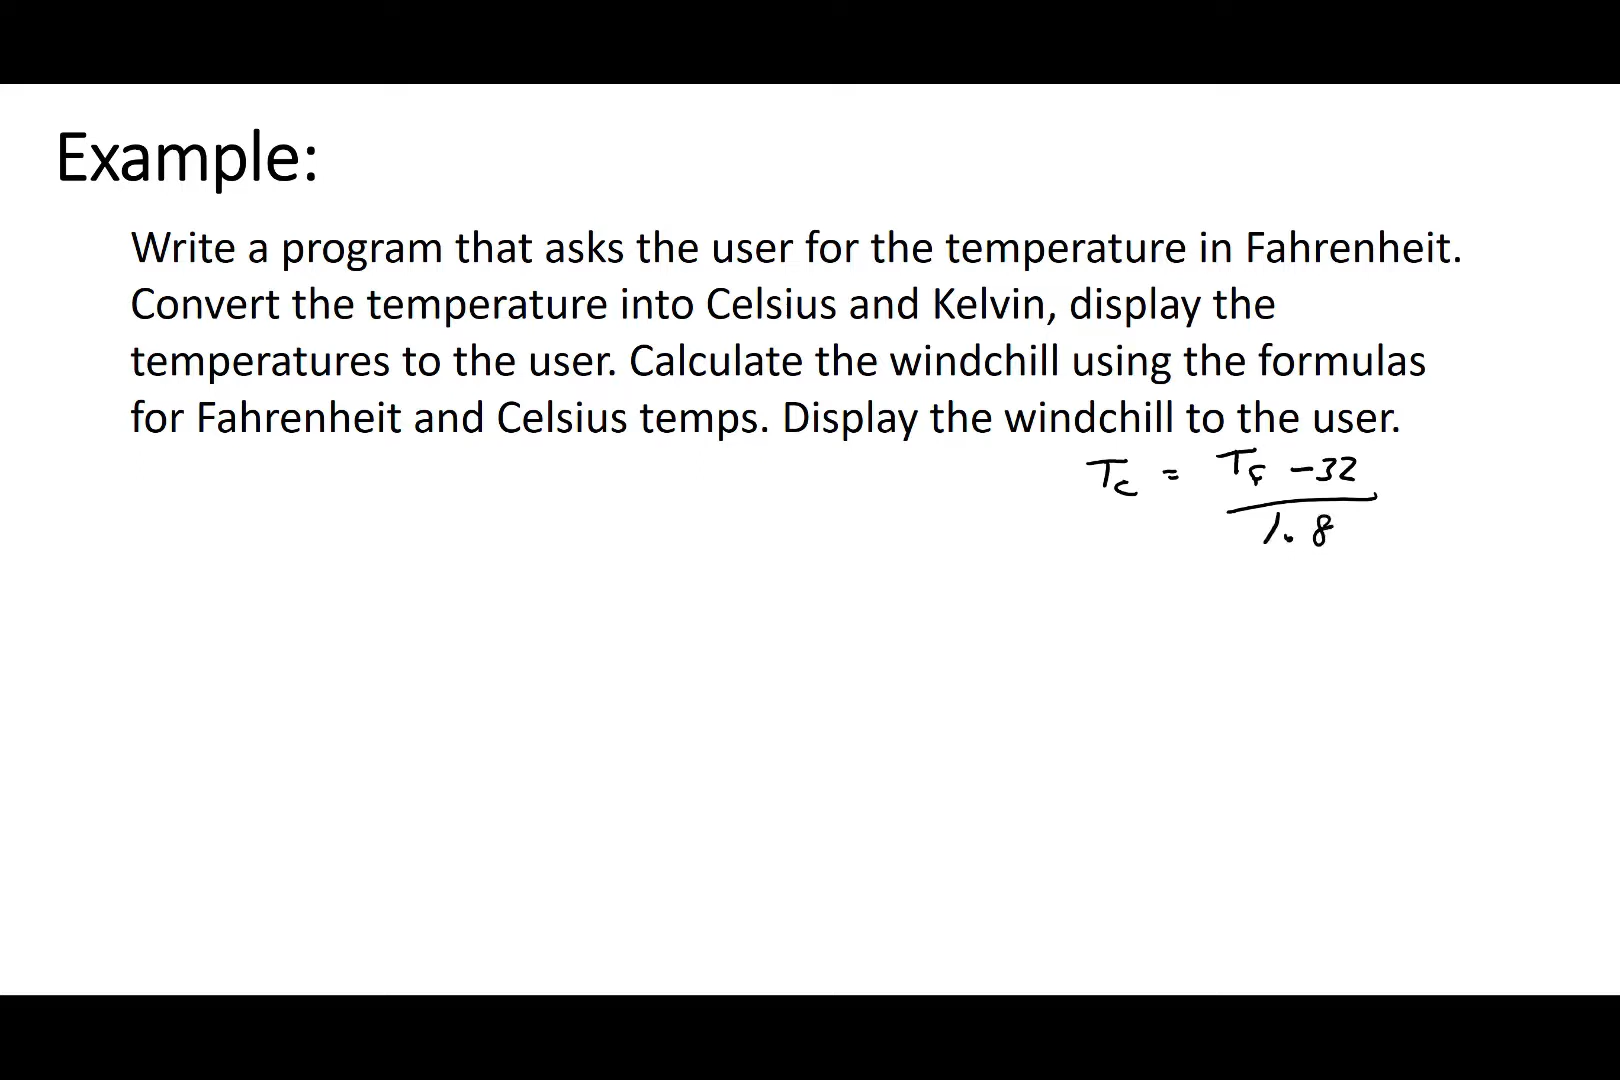 Example:
Write a program that asks the user for the temperature in Fahrenheit.
Convert the temperature into Celsius and Kelvin, display the
temperatures to the user. Calculate the windchill using the formulas
for Fahrenheit and Celsius temps. Display the windchill to the user.
Tc = TF -32
1.8